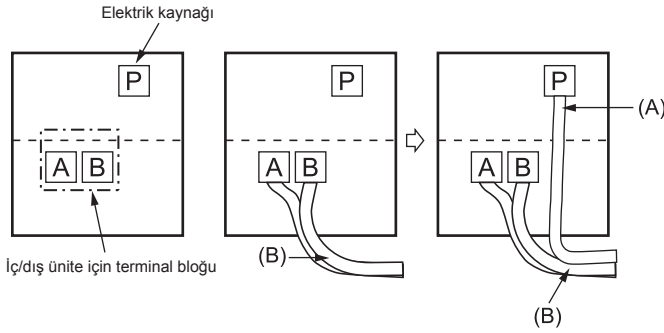 Elektrik kaynağı
P
A B
İç/dış ünite için terminal bloğu
P
A B
(B)
P
(A)
A B
(B)